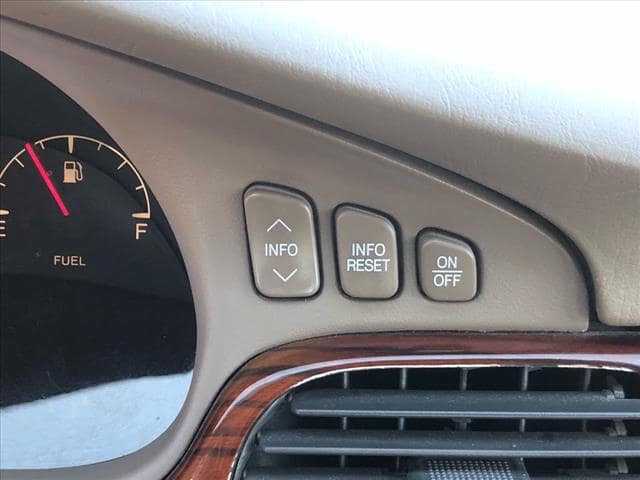 E
F
FUEL
INFO
INFO
RESET
ON
OFF